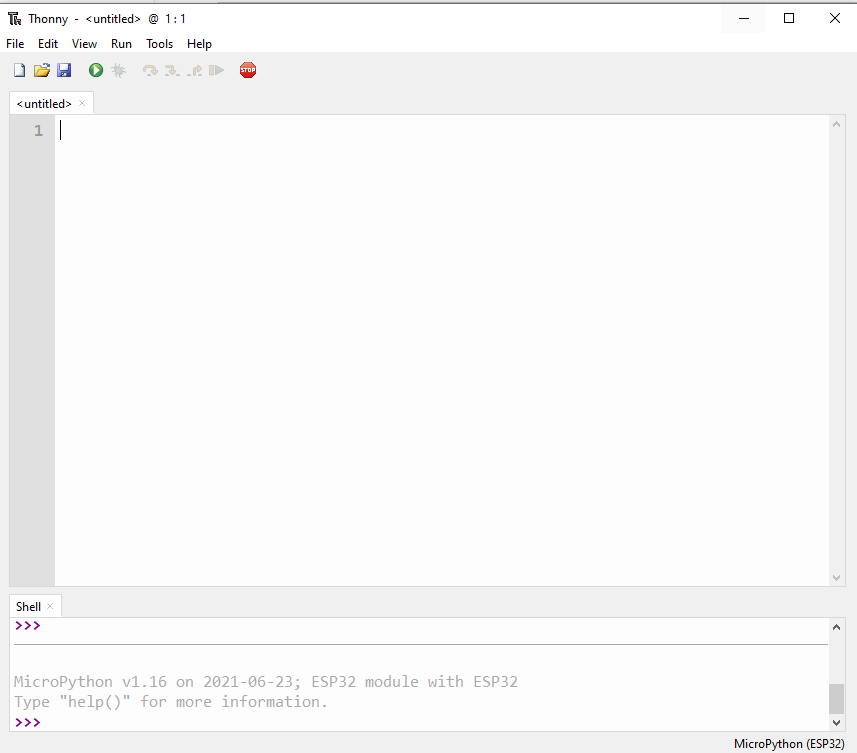 Thonny - <untitled> @ 1 : 1
File Edit View Run Tools Help
STOP
<untitled> ×
1
Shell ×
>>>
MicroPython v1.16 on 2021-06-23; ESP32 module with ESP32
Type "help()" for more information.
>>>
MicroPython (ESP32)